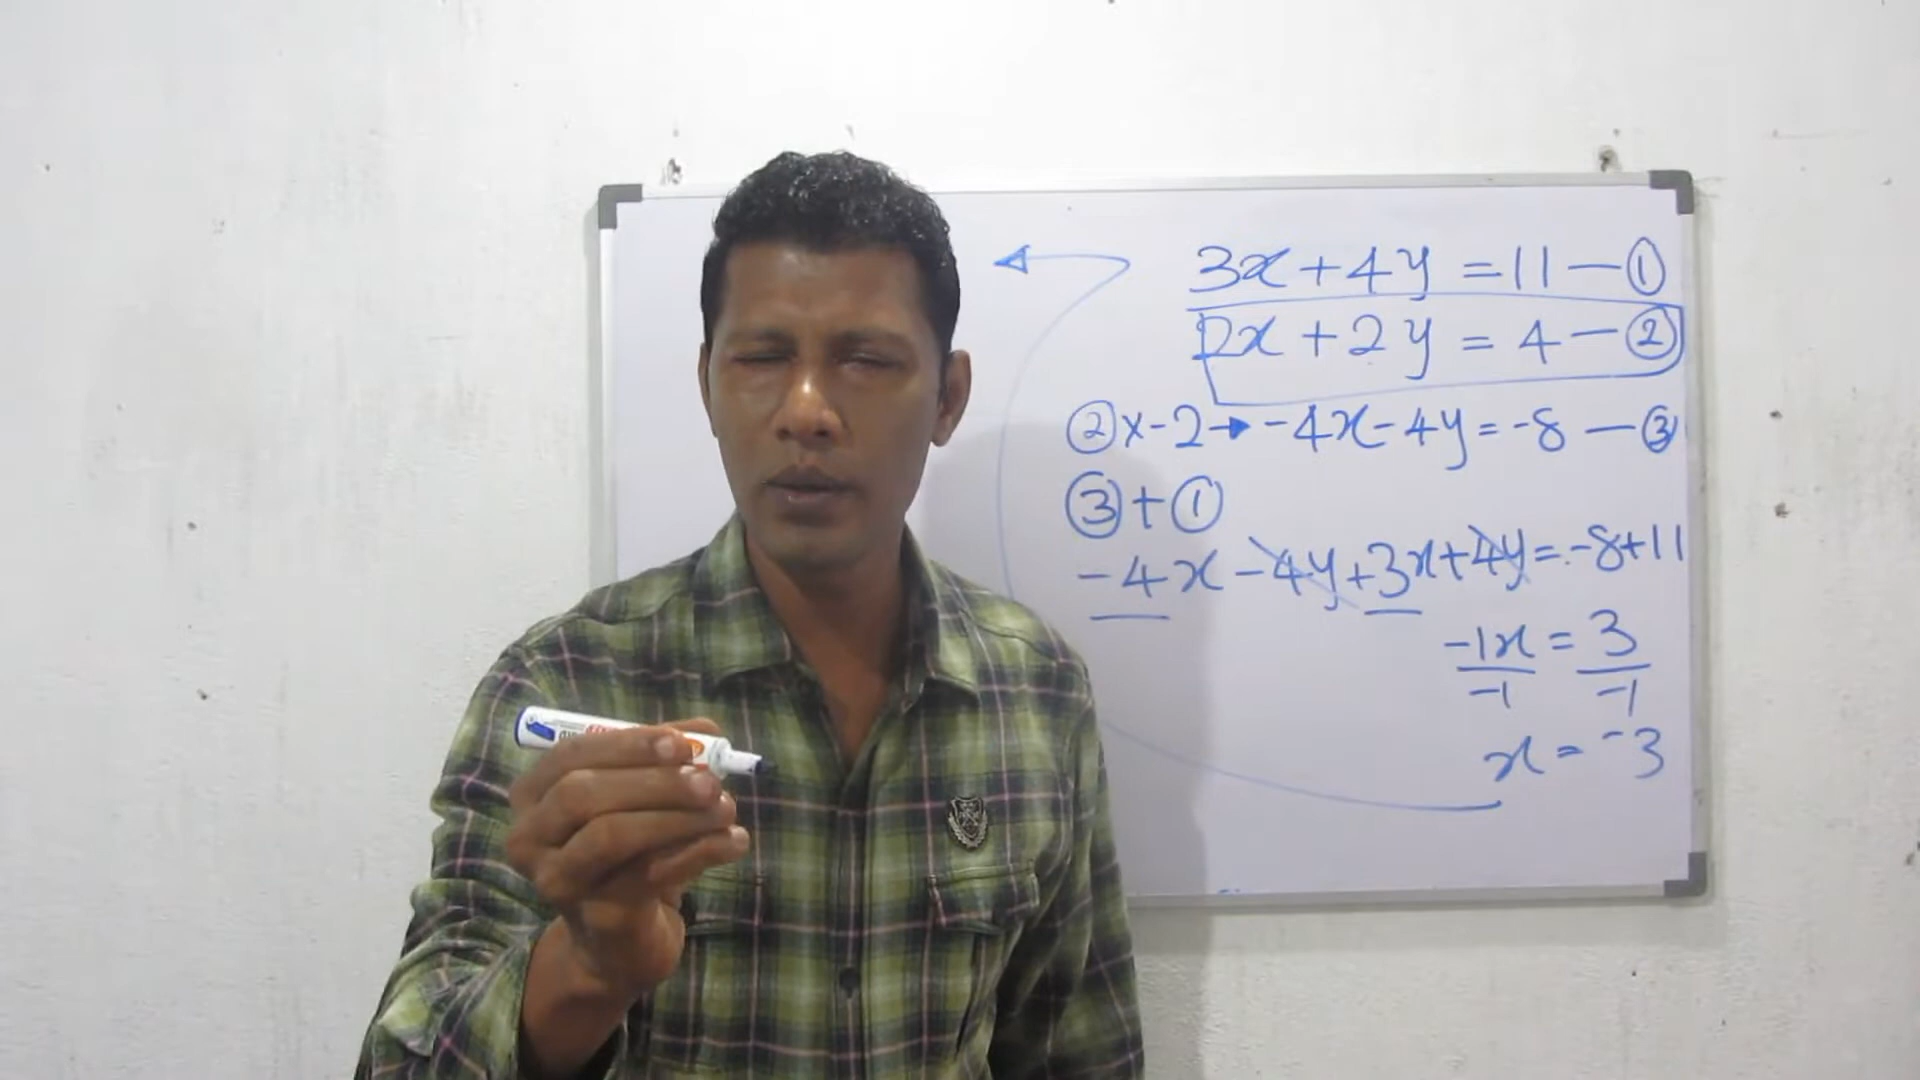 3x+4y=11—①
2x+2y=4—②
②x-2→-4x-4y=-8—③
③+①
-4x-4y+3x+4y=-8+11
-1x=3
-1 -1
x=-3